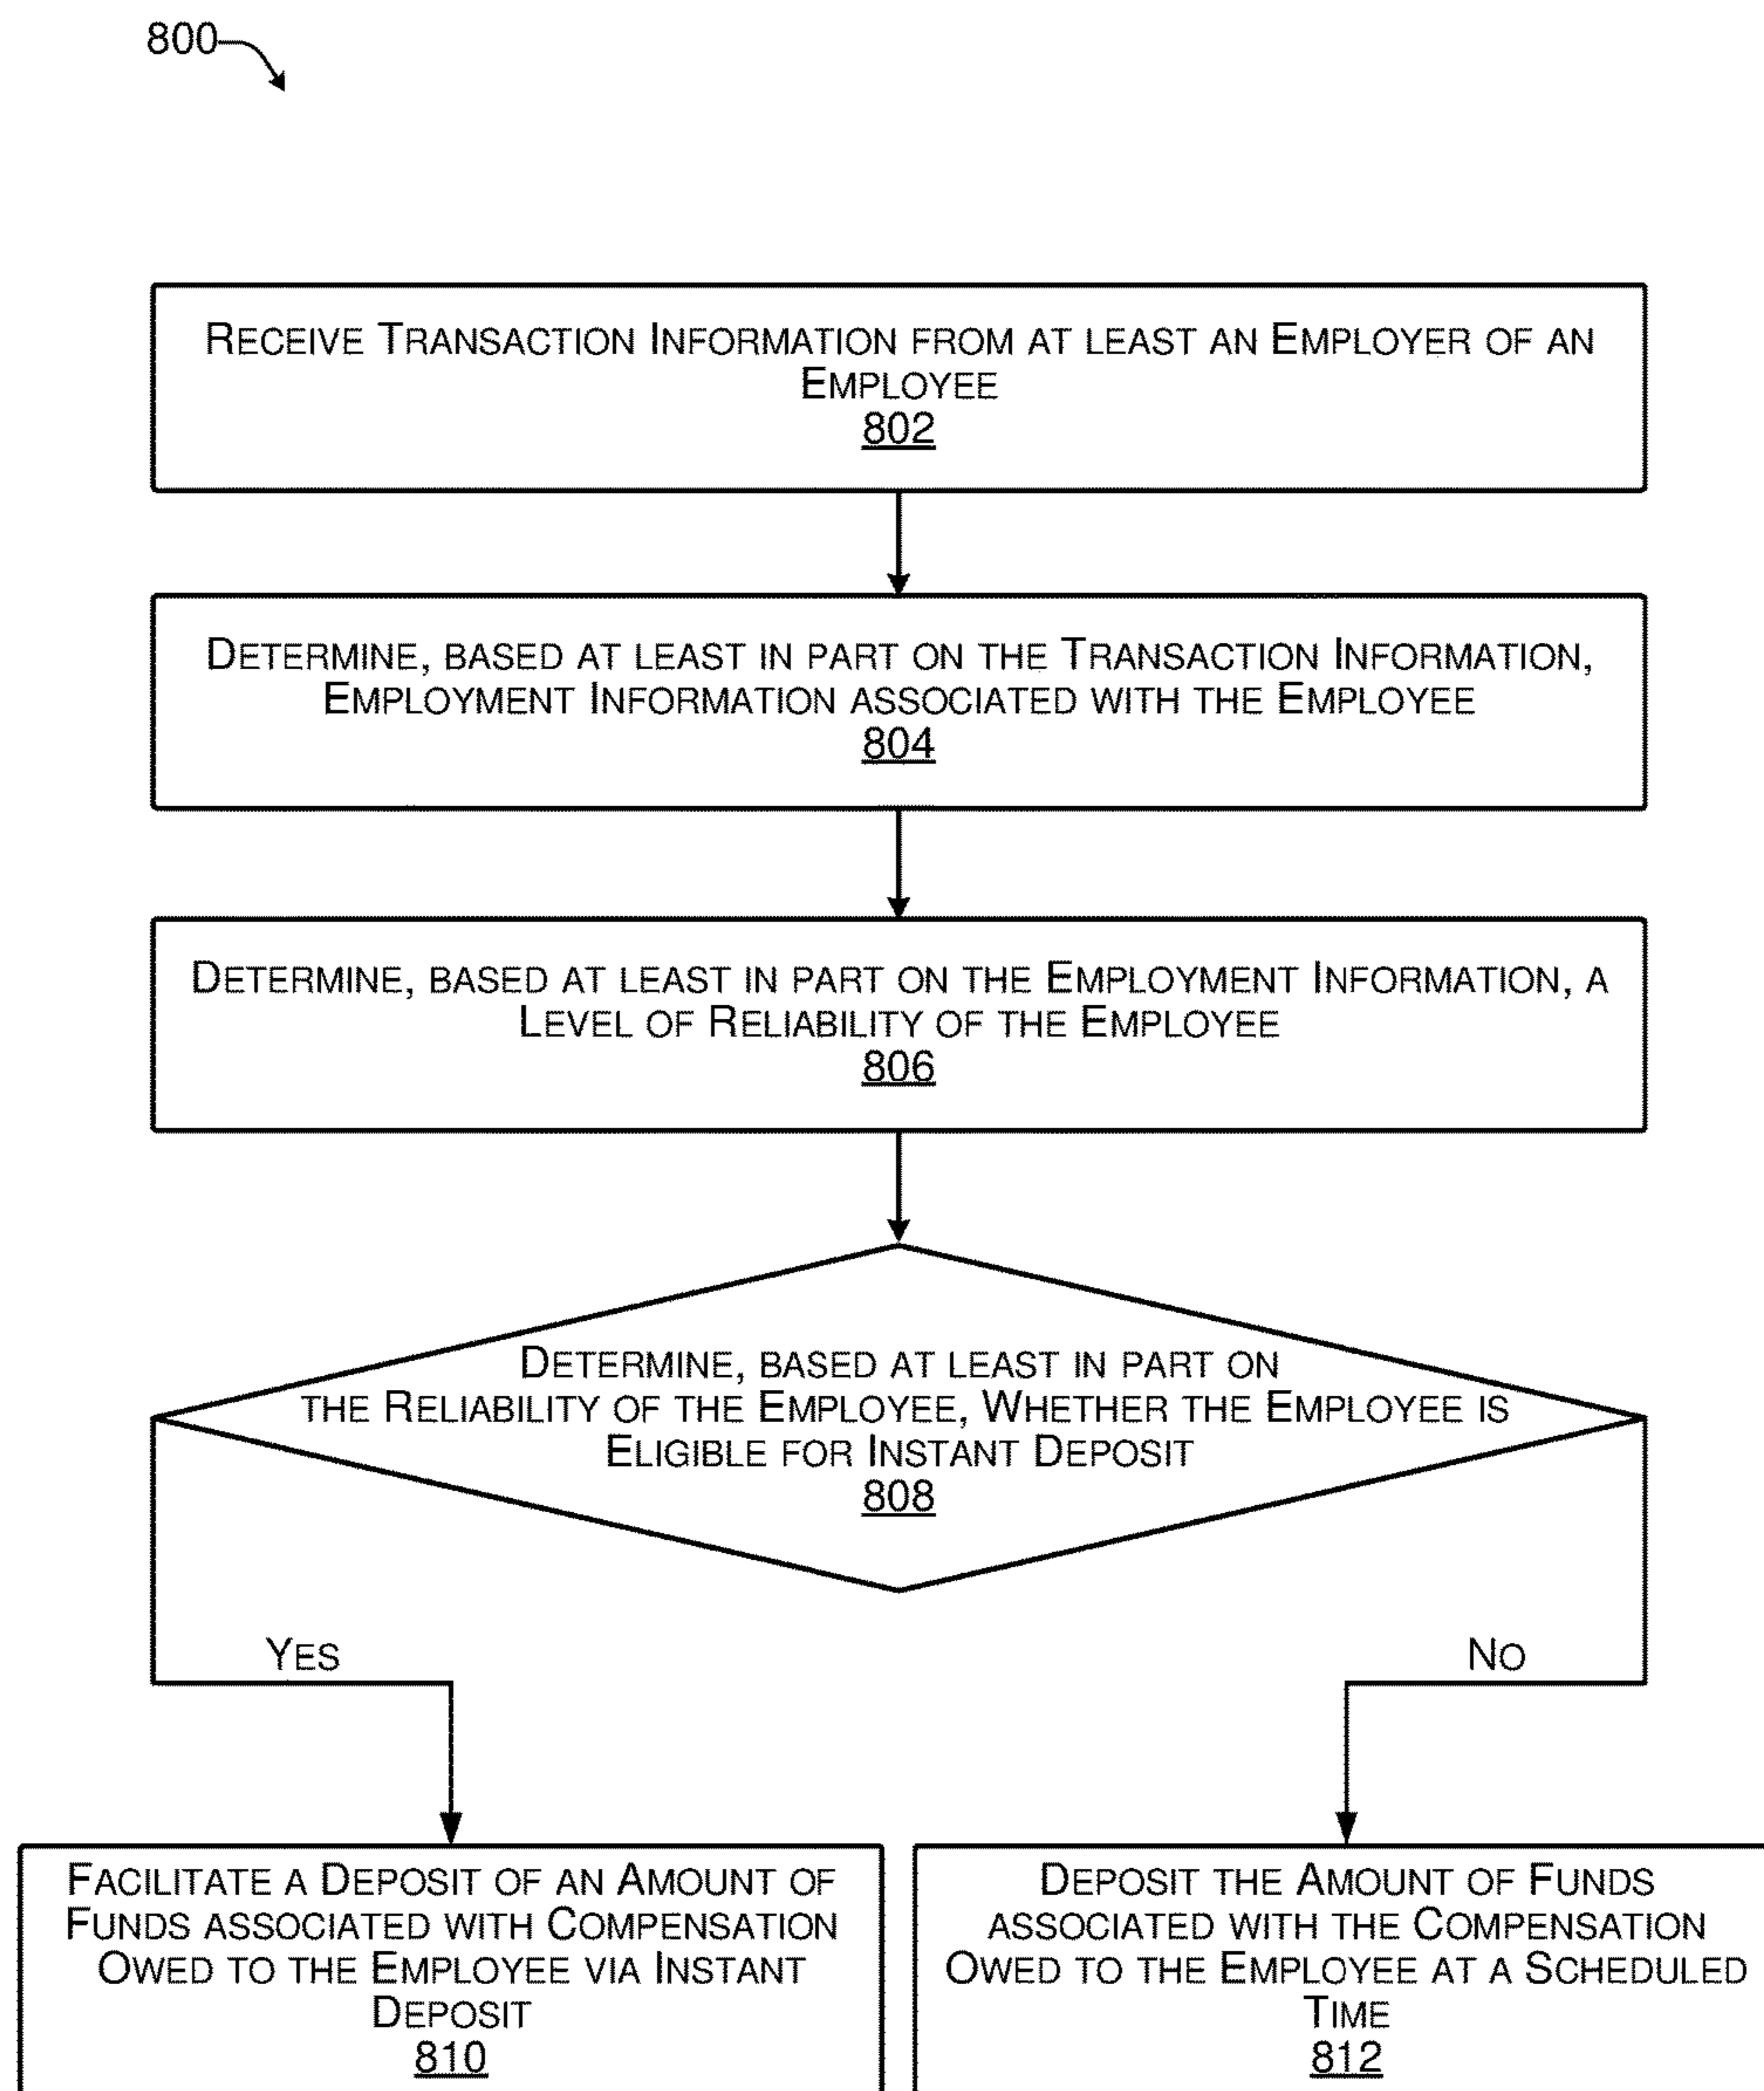 800
RECEIVE TRANSACTION INFORMATION FROM AT LEAST AN EMPLOYER OF AN
EMPLOYEE
802
DETERMINE, BASED AT LEAST IN PART ON THE TRANSACTION INFORMATION,
EMPLOYMENT INFORMATION ASSOCIATED WITH THE EMPLOYEE
804
DETERMINE, BASED AT LEAST IN PART ON THE EMPLOYMENT INFORMATION, A
LEVEL OF RELIABILITY OF THE EMPLOYEE
806
DETERMINE, BASED AT LEAST IN PART ON
THE RELIABILITY OF THE EMPLOYEE, WHETHER THE EMPLOYEE IS
ELIGIBLE FOR INSTANT DEPOSIT
808
YES
NO
FACILITATE A DEPOSIT OF AN AMOUNT OF
FUNDS ASSOCIATED WITH COMPENSATION
OWED TO THE EMPLOYEE VIA INSTANT
DEPOSIT
810
DEPOSIT THE AMOUNT OF FUNDS
ASSOCIATED WITH THE COMPENSATION
OWED TO THE EMPLOYEE AT A SCHEDULED
TIME
812